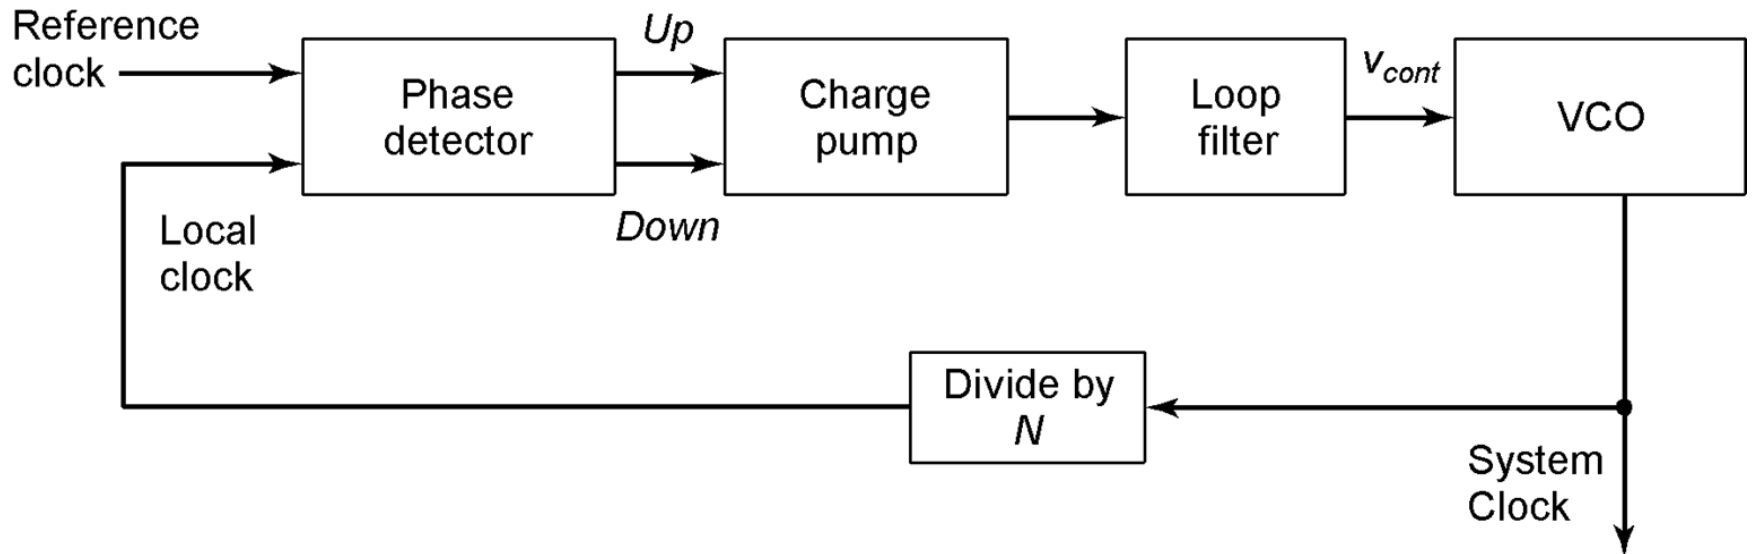 Reference
clock
Up
Phase
detector
Charge
pump
Loop
filter
v_cont
VCO
Local
clock
Down
Divide by
N
System
Clock